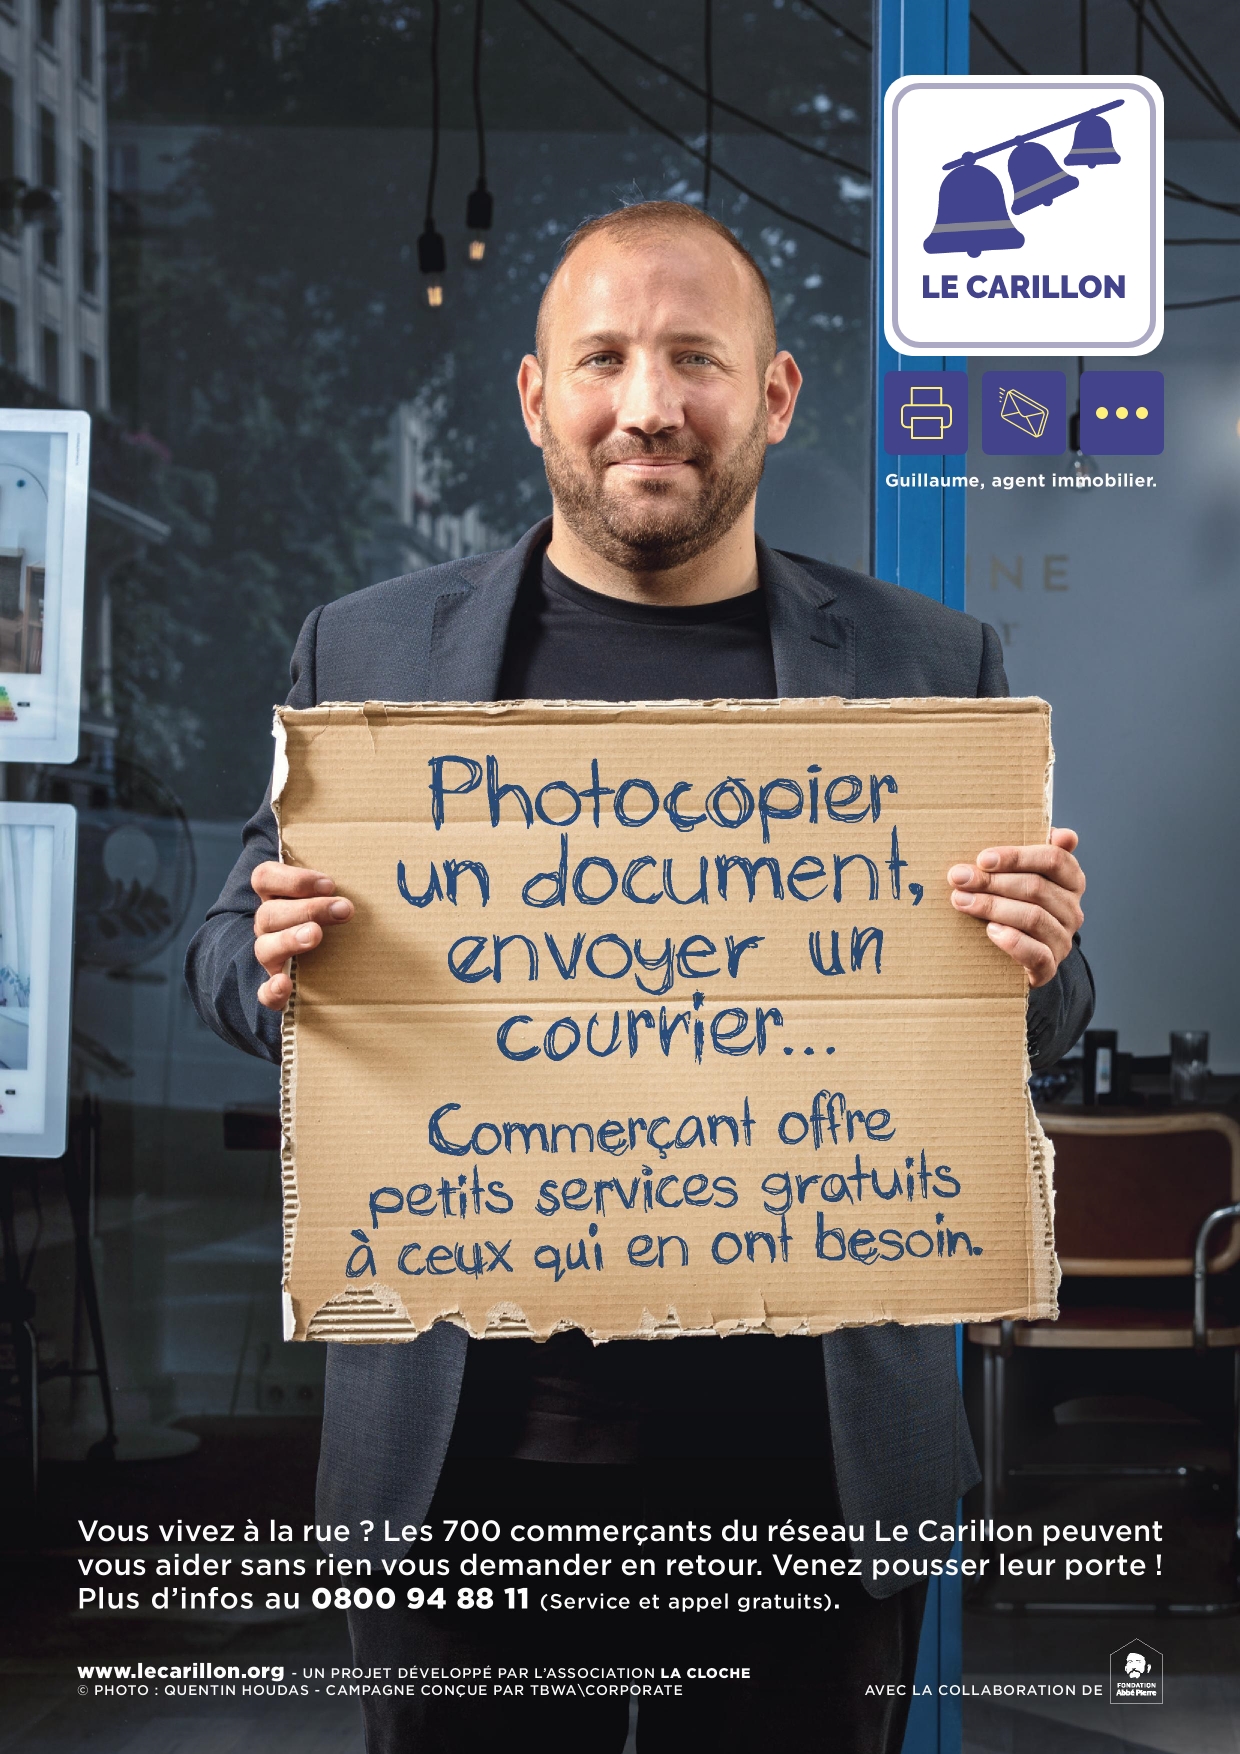 LE CARILLON
Guillaume, agent immobilier.
Photocopier
un document,
envoyer un
courrier...
Commerçant offre
petits services gratuits
à ceux qui en ont besoin.
Vous vivez à la rue ? Les 700 commerçants du réseau Le Carillon peuvent
vous aider sans rien vous demander en retour. Venez pousser leur porte !
Plus d’infos au 0800 94 88 11 (Service et appel gratuits).
www.lecarillon.org - UN PROJET DÉVELOPPÉ PAR L’ASSOCIATION LA CLOCHE
© PHOTO : QUENTIN HOUDAS - CAMPAGNE CONÇUE PAR TBWA\CORPORATE
AVEC LA COLLABORATION DE
FONDATION
Abbé Pierre